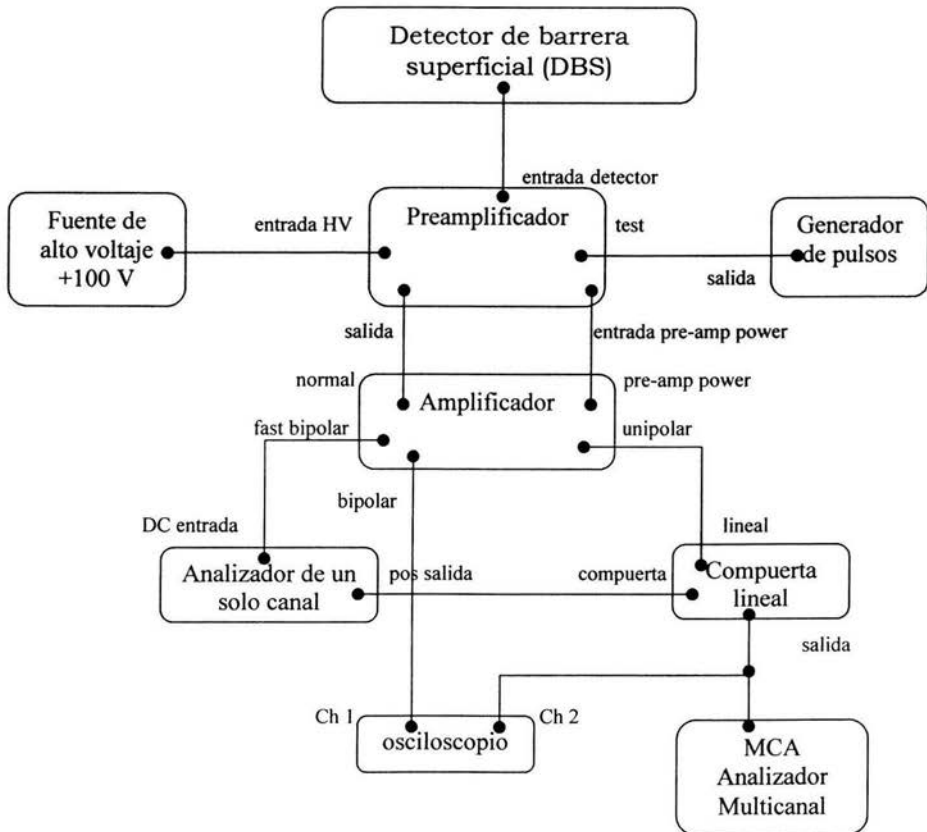 Detector de barrera
superficial (DBS)
entrada detector
Fuente de
alto voltaje
+100 V
entrada HV
Preamplificador
test
Generador
de pulsos
salida
salida
entrada pre-amp power
normal
Amplificador
pre-amp power
fast bipolar
unipolar
bipolar
DC entrada
lineal
Analizador de un
solo canal
pos salida
compuerta
Compuerta
lineal
salida
Ch 1
osciloscopio
Ch 2
MCA
Analizador
Multicanal